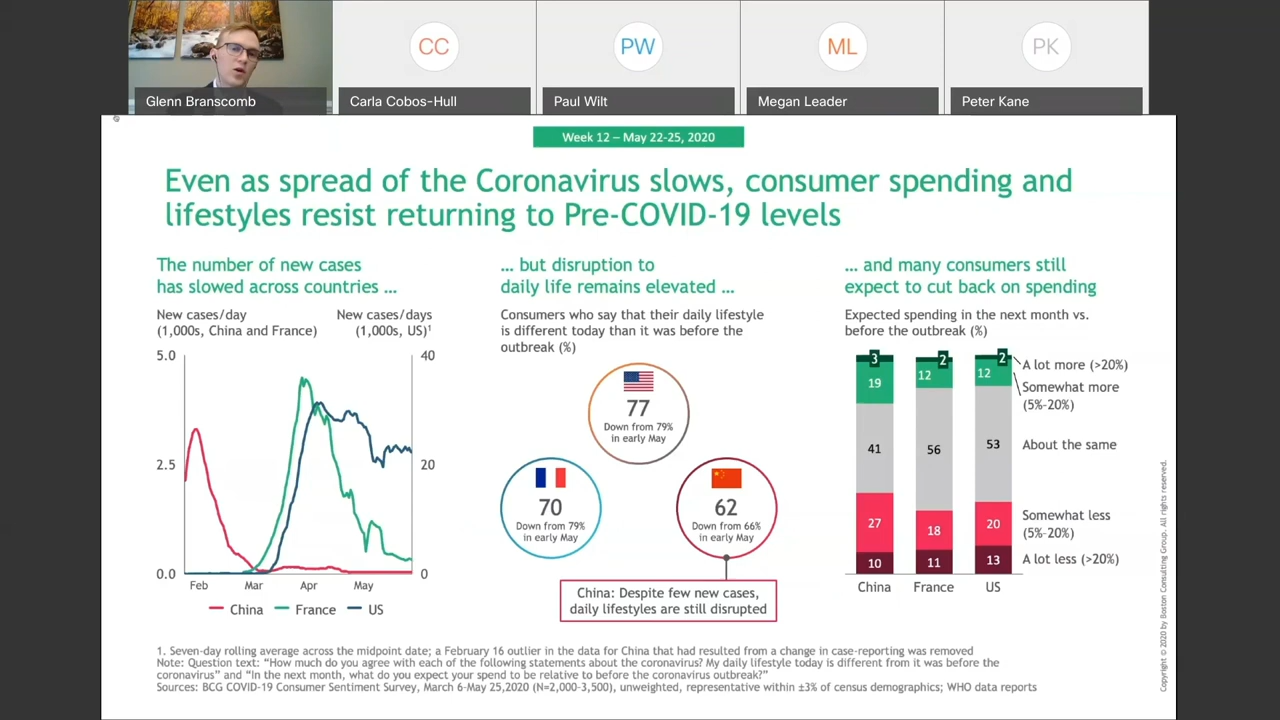 CC
PW
ML
PK
Glenn Branscomb
Carla Cobos-Hull
Paul Wilt
Megan Leader
Peter Kane
Week 12 – May 22-25, 2020
Even as spread of the Coronavirus slows, consumer spending and
lifestyles resist returning to Pre-COVID-19 levels
The number of new cases
has slowed across countries ...
New cases/day
(1,000s, China and France)
New cases/days
(1,000s, US)¹
5.0
2.5
0.0
40
20
0
Feb
Mar
Apr
May
China
France
US
... but disruption to
daily life remains elevated ...
Consumers who say that their daily lifestyle
is different today than it was before the
outbreak (%)
77
Down from 79%
in early May
70
Down from 79%
in early May
62
Down from 66%
in early May
China: Despite few new cases,
daily lifestyles are still disrupted
... and many consumers still
expect to cut back on spending
Expected spending in the next month vs.
before the outbreak (%)
3
2
2
A lot more (>20%)
19
12
12
Somewhat more
(5%-20%)
41
56
53
About the same
27
18
20
Somewhat less
(5%-20%)
10
11
13
A lot less (>20%)
China
France
US
1. Seven-day rolling average across the midpoint date; a February 16 outlier in the data for China that had resulted from a change in case-reporting was removed
Note: Question text: “How much do you agree with each of the following statements about the coronavirus? My daily lifestyle today is different from it was before the
coronavirus” and “In the next month, what do you expect your spend to be relative to before the coronavirus outbreak?”
Sources: BCG COVID-19 Consumer Sentiment Survey, March 6-May 25,2020 (N=2,000-3,500), unweighted, representative within ±3% of census demographics; WHO data reports
Copyright © 2020 by Boston Consulting Group. All rights reserved.